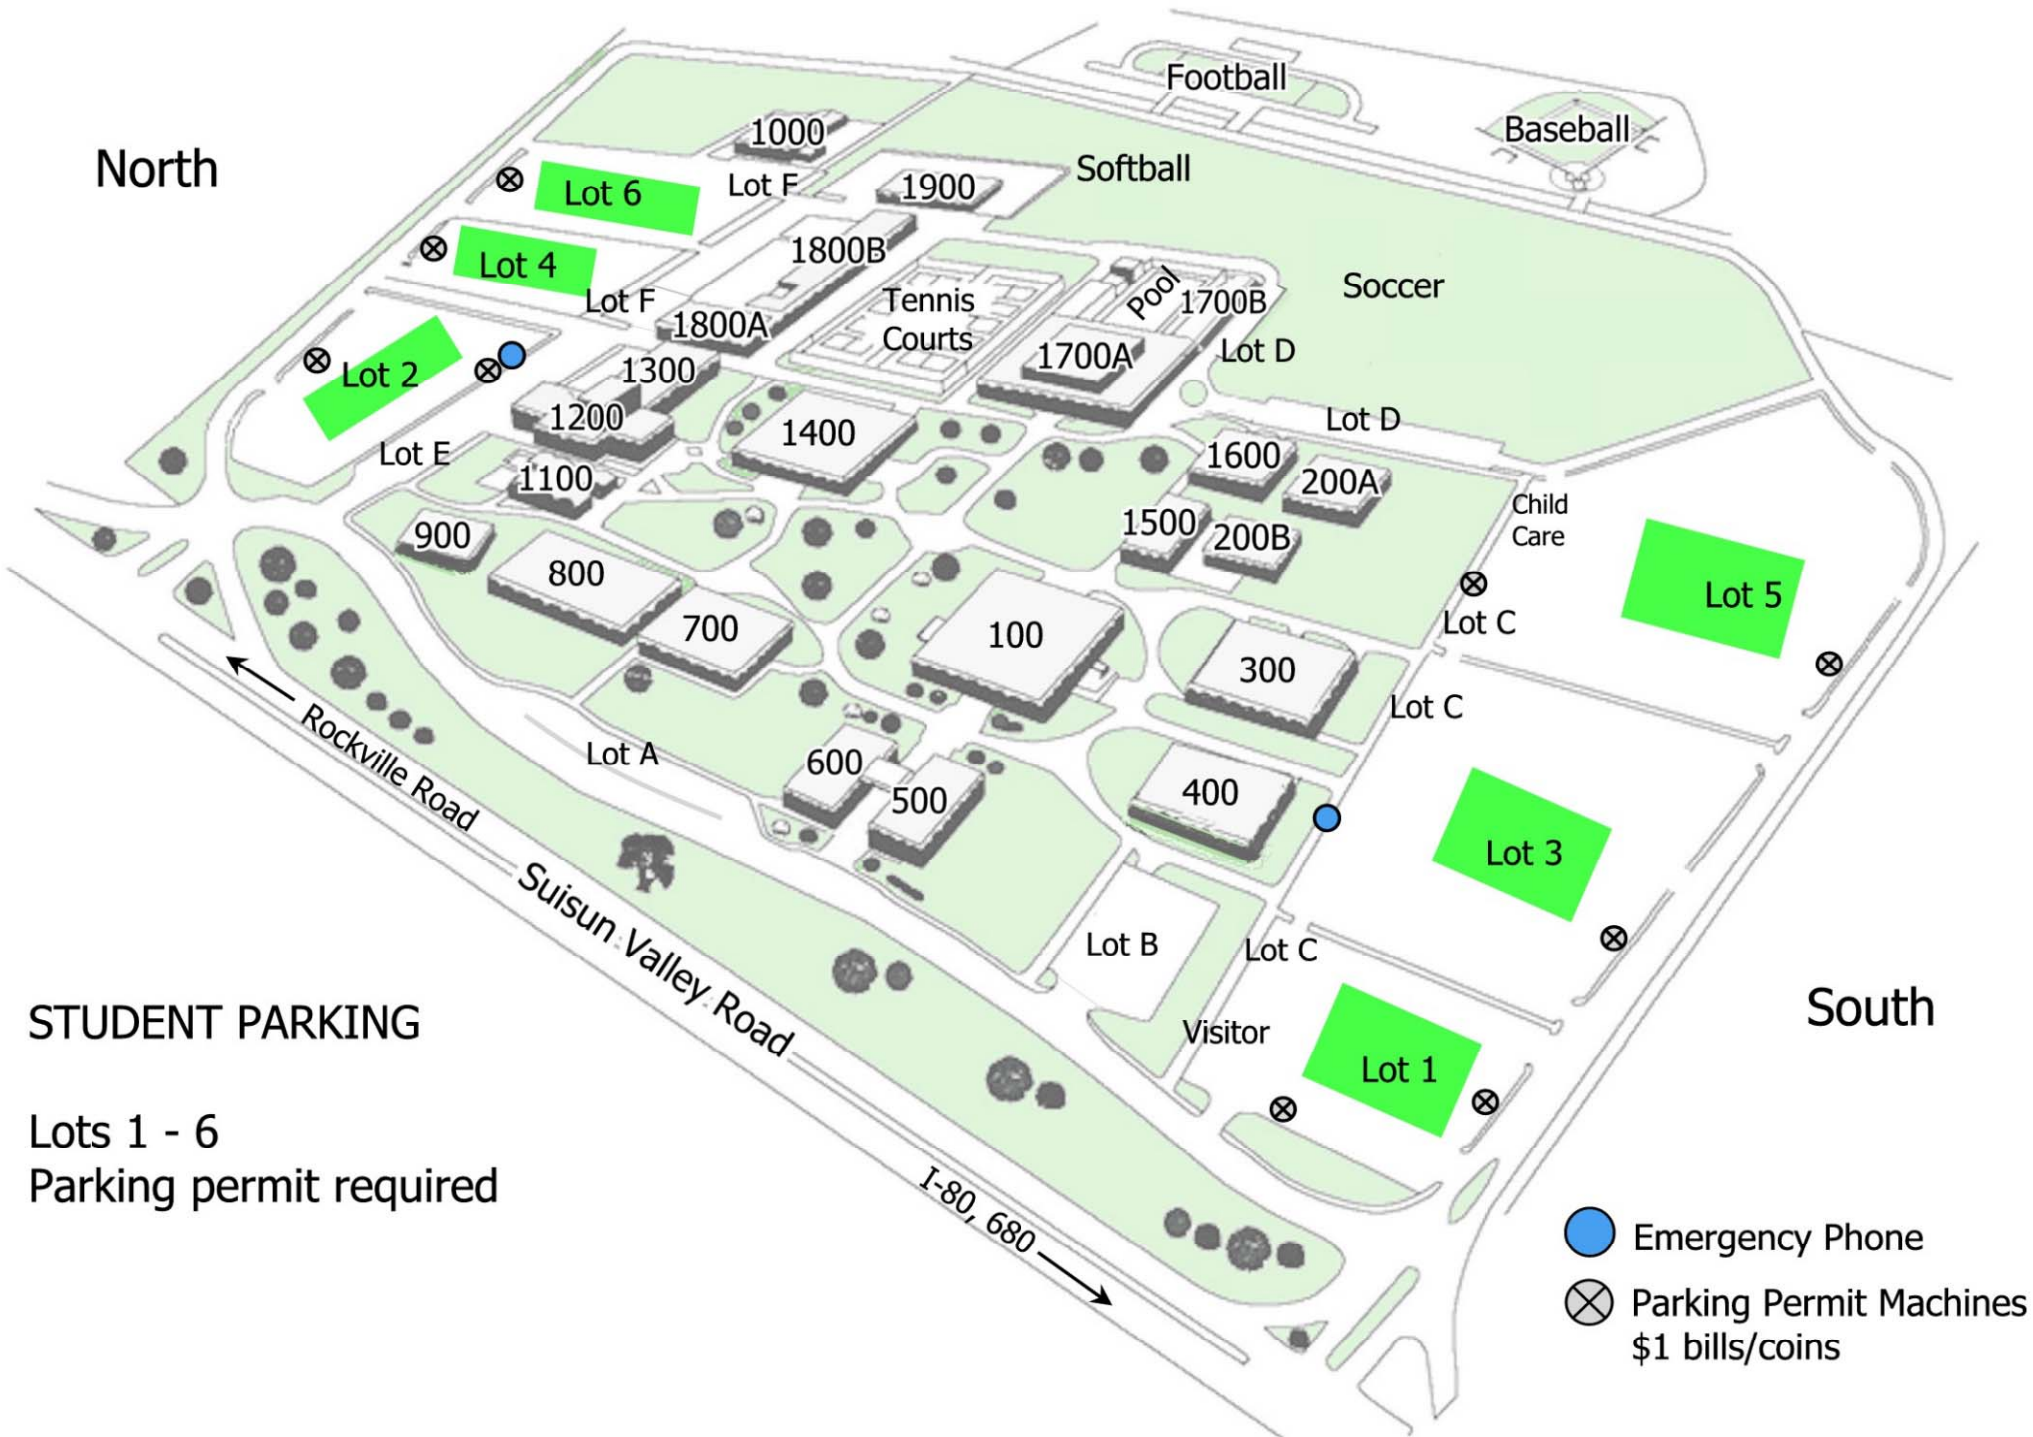 Football
Baseball
North
1000
Softball
Lot 6
Lot F
1900
1800B
Lot 4
Soccer
Lot F
Tennis
Courts
Pool
1700B
1800A
Lot D
1700A
Lot 2
1300
1200
1400
Lot D
Lot E
1600
1100
200A
Child
Care
1500
900
200B
800
Lot 5
700
100
Lot C
300
Lot C
Rockville Road
Lot A
600
500
400
Lot 3
Suisun Valley Road
Lot B
Lot C
South
STUDENT PARKING
Visitor
Lot 1
Lots 1 - 6
Parking permit required
I-80, 680
Emergency Phone
Parking Permit Machines
$1 bills/coins